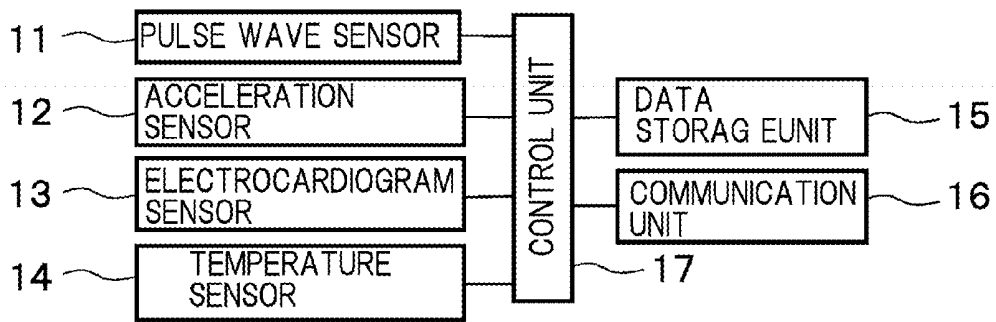 11
PULSE WAVE SENSOR
12
ACCELERATION
SENSOR
13
ELECTROCARDIOGRAM
SENSOR
14
TEMPERATURE
SENSOR
CONTROL UNIT
17
DATA
STORAG EUNIT
15
COMMUNICATION
UNIT
16